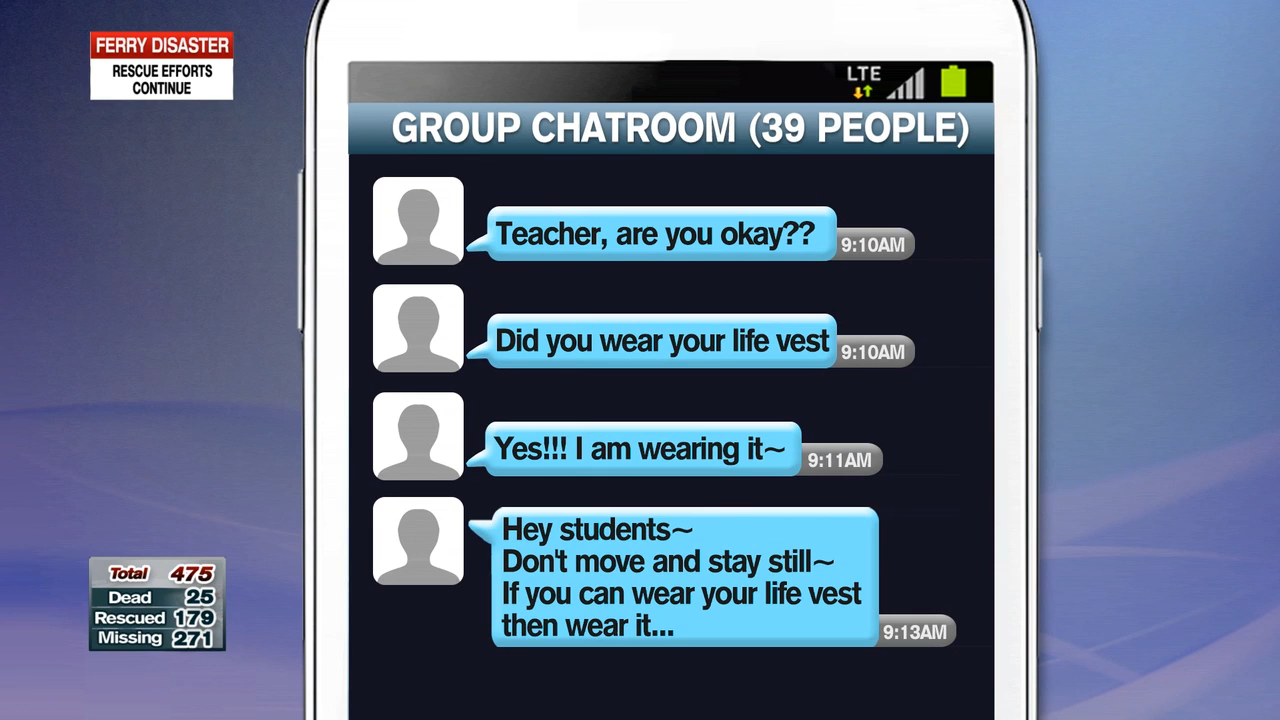 FERRY DISASTER
RESCUE EFFORTS
CONTINUE
LTE
GROUP CHATROOM (39 PEOPLE)
Teacher, are you okay??
9:10AM
Did you wear your life vest
9:10AM
Yes!!! I am wearing it~
9:11AM
Hey students~
Don't move and stay still~
If you can wear your life vest
then wear it...
9:13AM
Total 475
Dead 25
Rescued 179
Missing 271